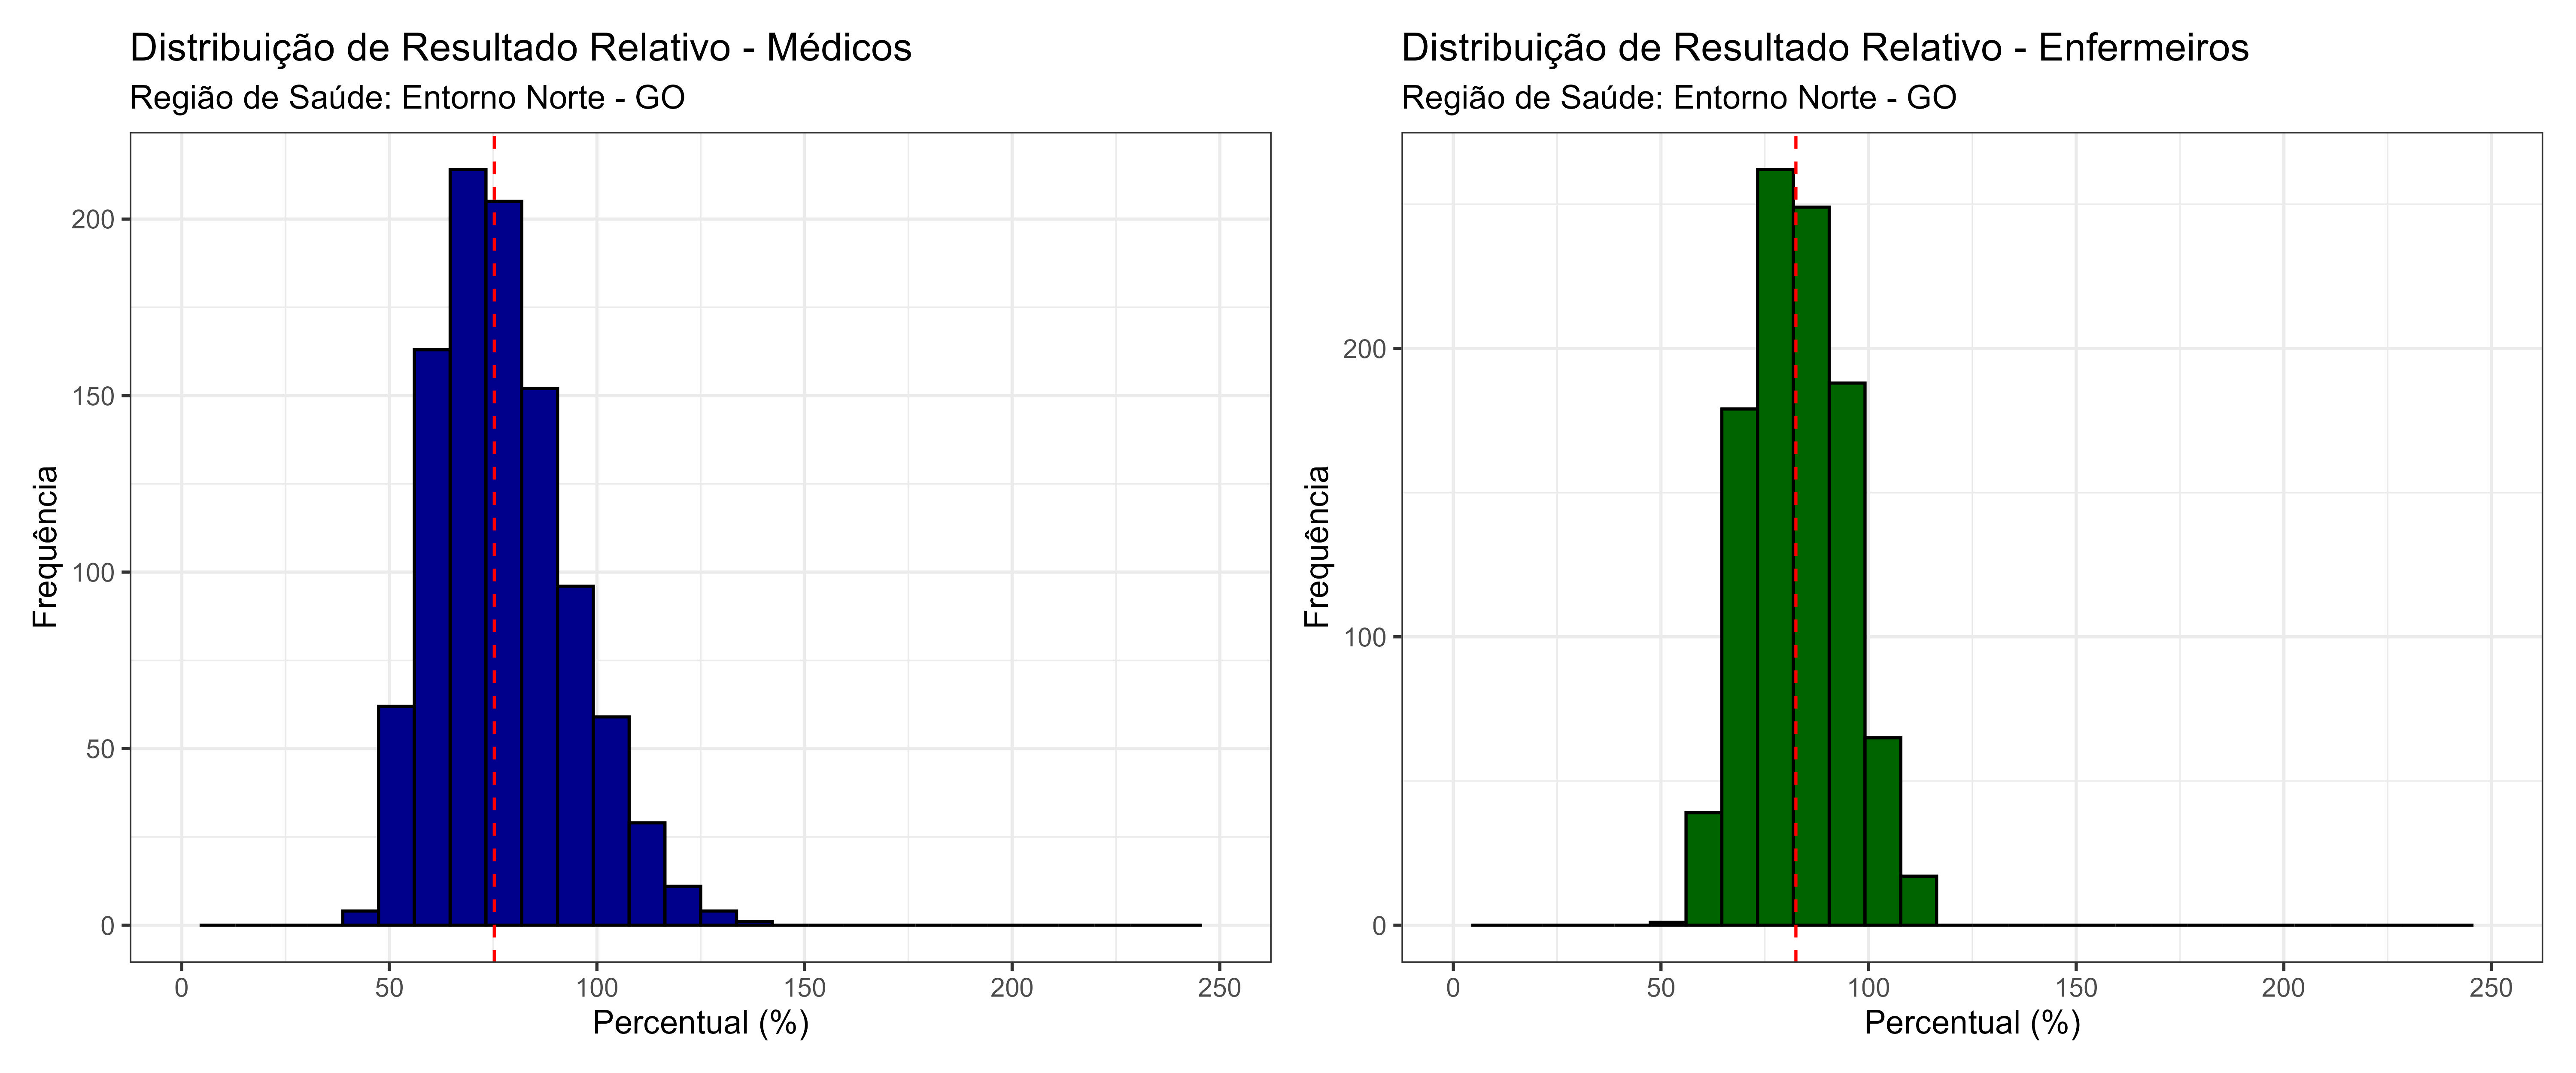 Distribuição de Resultado Relativo - Médicos
Região de Saúde: Entorno Norte - GO
200
150
100
50
0
Frequência
0 50 100 150 200 250
Percentual (%)
Distribuição de Resultado Relativo - Enfermeiros
Região de Saúde: Entorno Norte - GO
200
100
0
Frequência
0 50 100 150 200 250
Percentual (%)